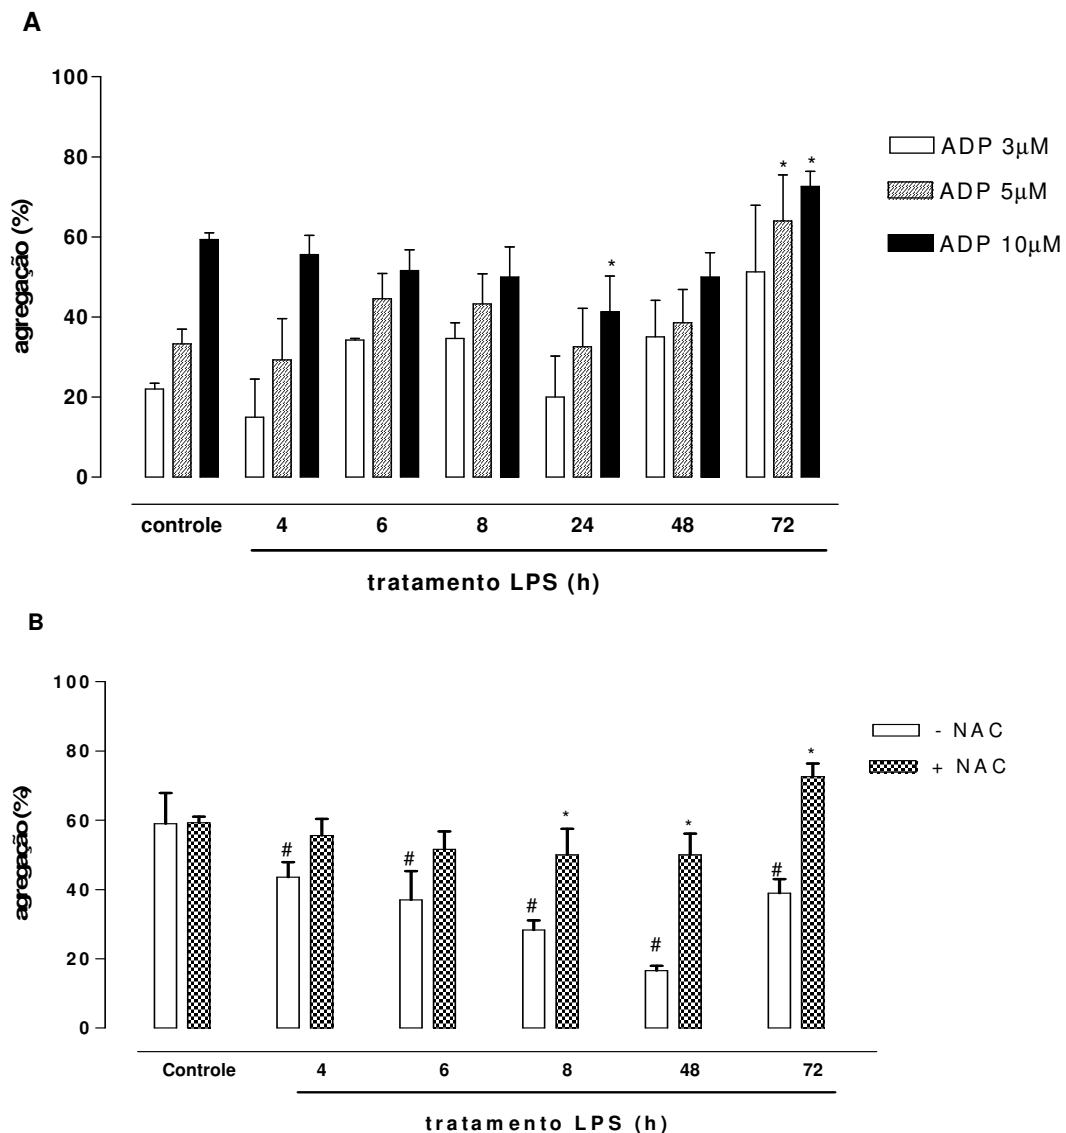 A
100
80
60
40
20
0
agregação (%)
* * *
ADP 3μM
ADP 5μM
ADP 10μM
controle 4 6 8 24 48 72
tratamento LPS (h)
B
100
80
60
40
20
0
agregação (%)
# # # * # * # *
- NAC
+ NAC
Controle 4 6 8 48 72
tratamento LPS (h)